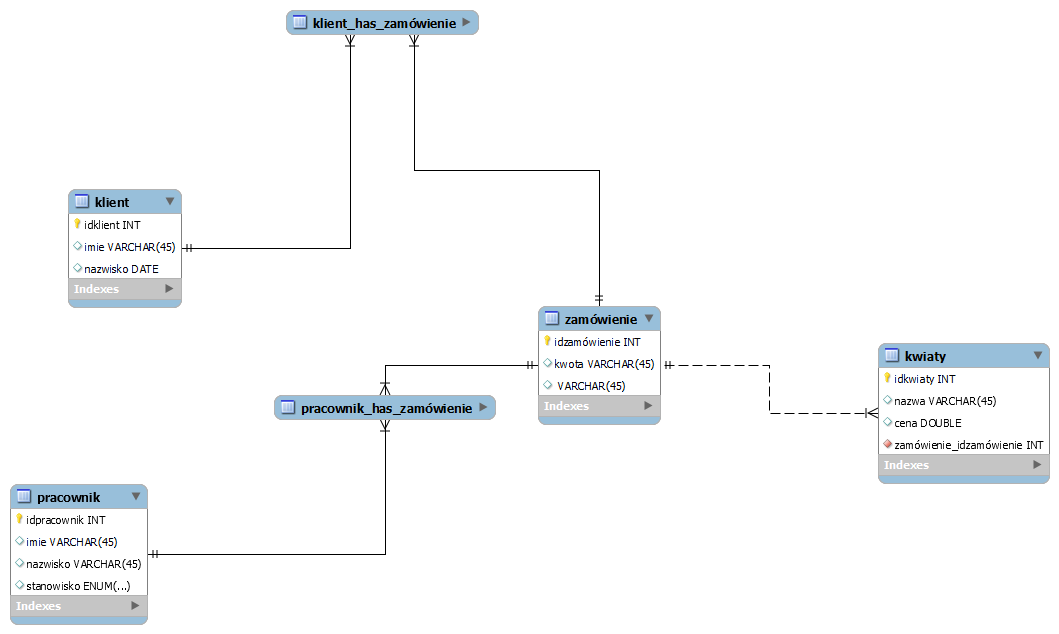 klient_has_zamówienie
klient
idklient INT
imie VARCHAR(45)
nazwisko DATE
Indexes
zamówienie
idzamówienie INT
kwota VARCHAR(45)
VARCHAR(45)
Indexes
kwiaty
idkwiaty INT
nazwa VARCHAR(45)
cena DOUBLE
zamówienie_idzamówienie INT
Indexes
pracownik_has_zamówienie
pracownik
idpracownik INT
imie VARCHAR(45)
nazwisko VARCHAR(45)
stanowisko ENUM(...)
Indexes